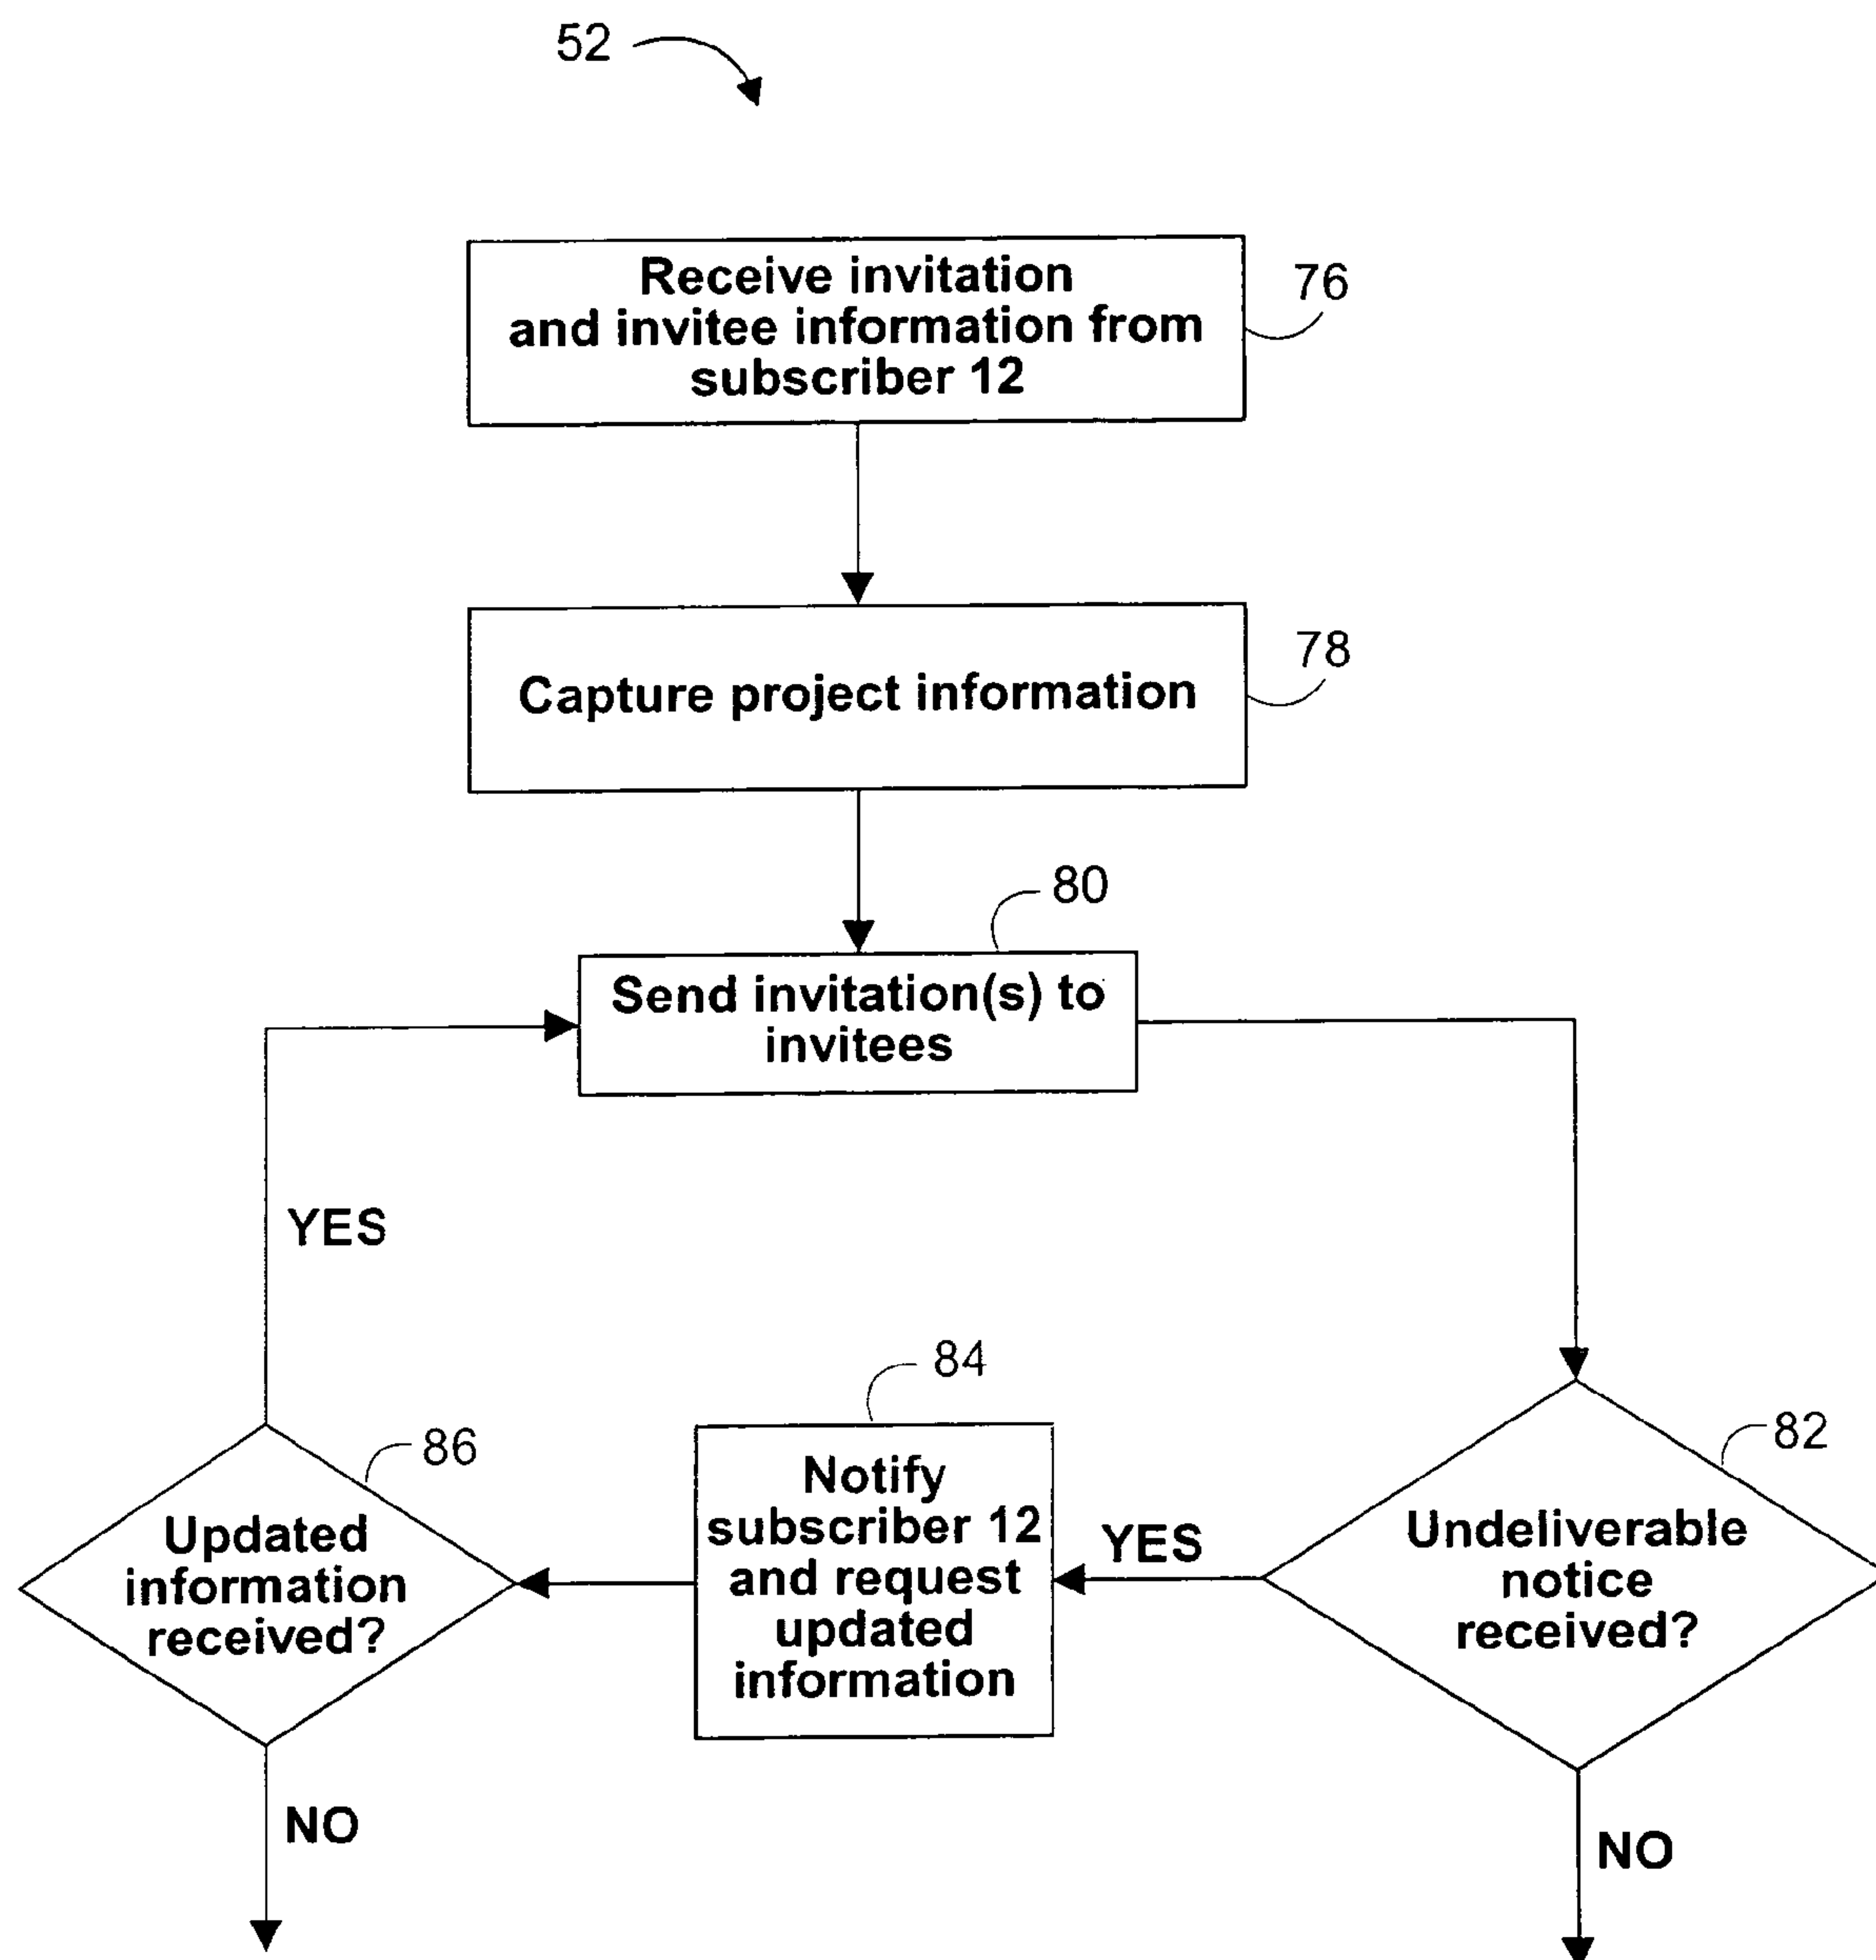 52
Receive invitation
and invitee information from
subscriber 12
76
Capture project information
78
80
Send invitation(s) to
invitees
YES
84
86
82
Notify
subscriber 12
and request
updated
information
YES
Undeliverable
notice
received?
Updated
information
received?
NO
NO